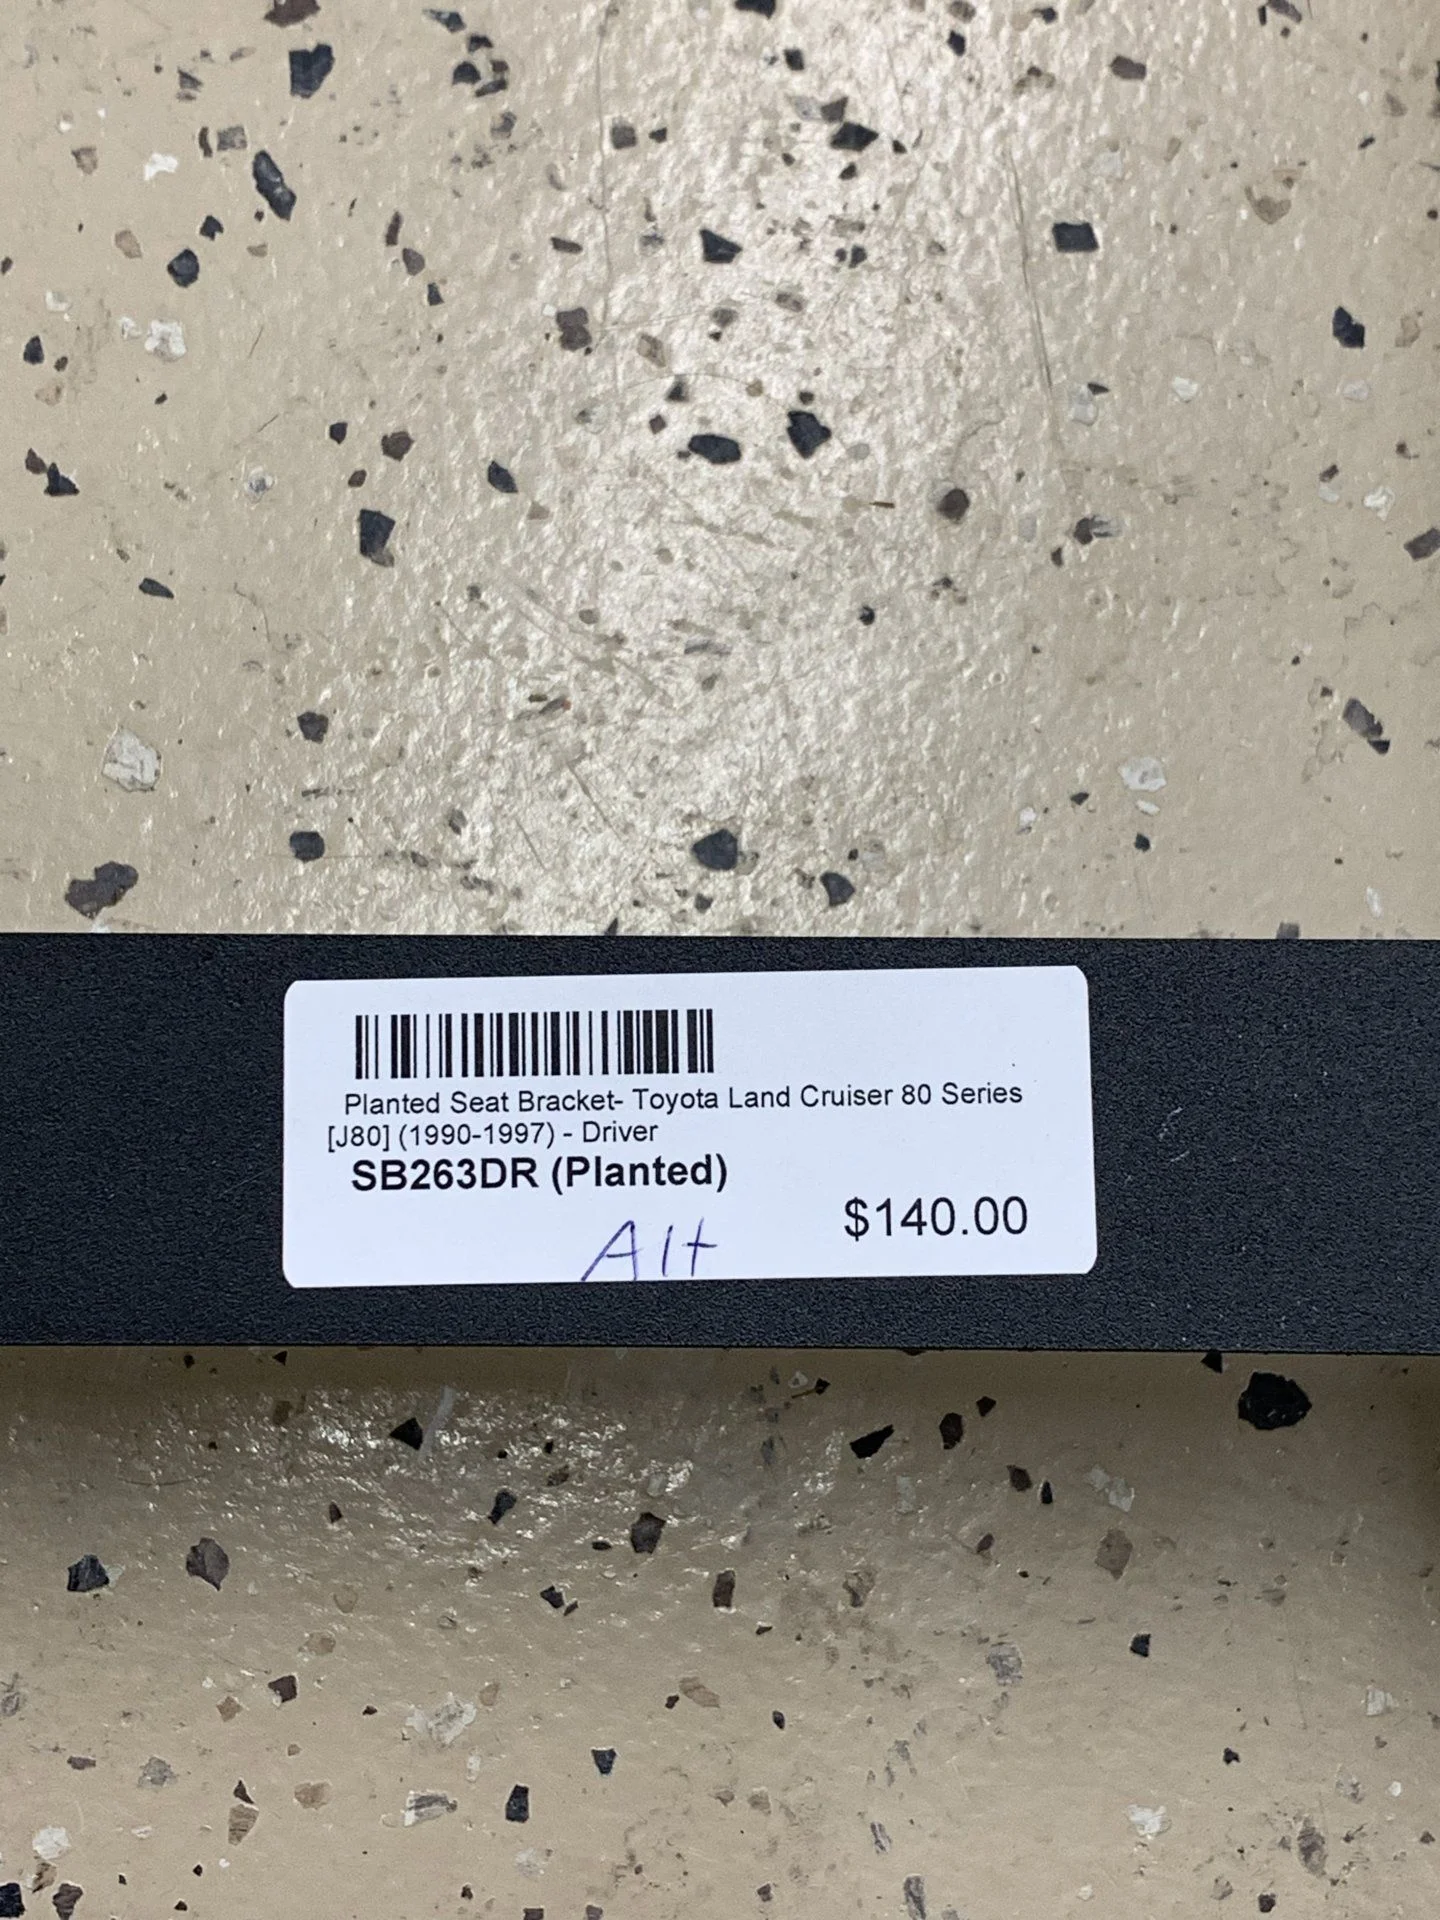 Planted Seat Bracket- Toyota Land Cruiser 80 Series
[J80] (1990-1997) - Driver
SB263DR (Planted)
$140.00
Alt